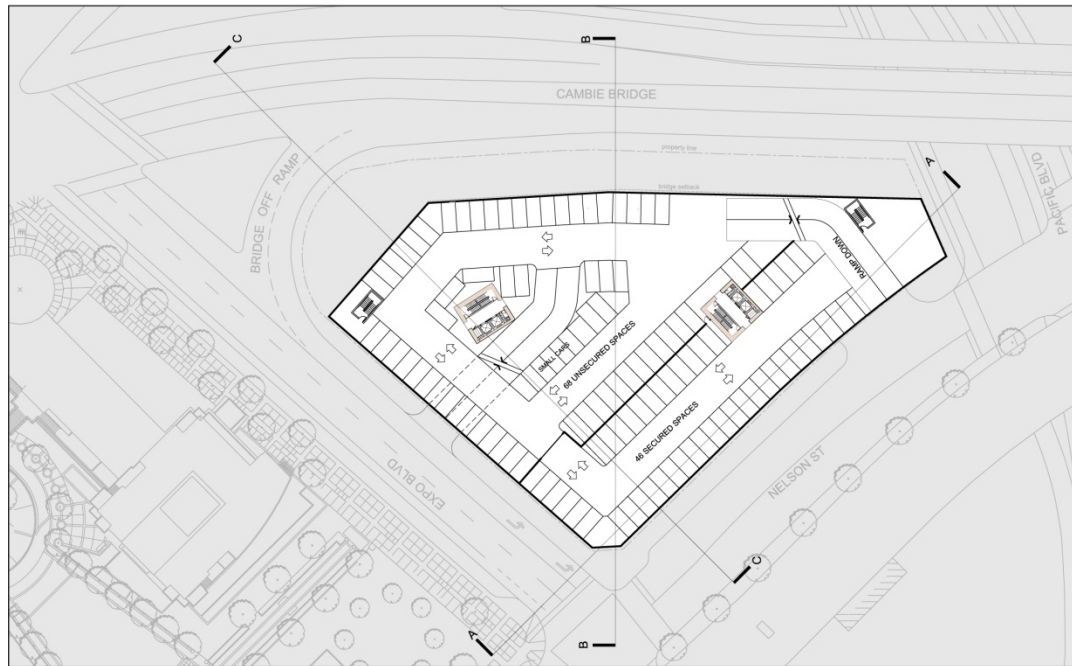 C
B
CAMBIE BRIDGE
property line
A
BRIDGE OFF RAMP
bridge setback
PACIFIC BLVD
RAMP DOWN
SMALL CARS
68 UNSECURED SPACES
46 SECURED SPACES
EXPO BLVD
NELSON ST
C
A
B